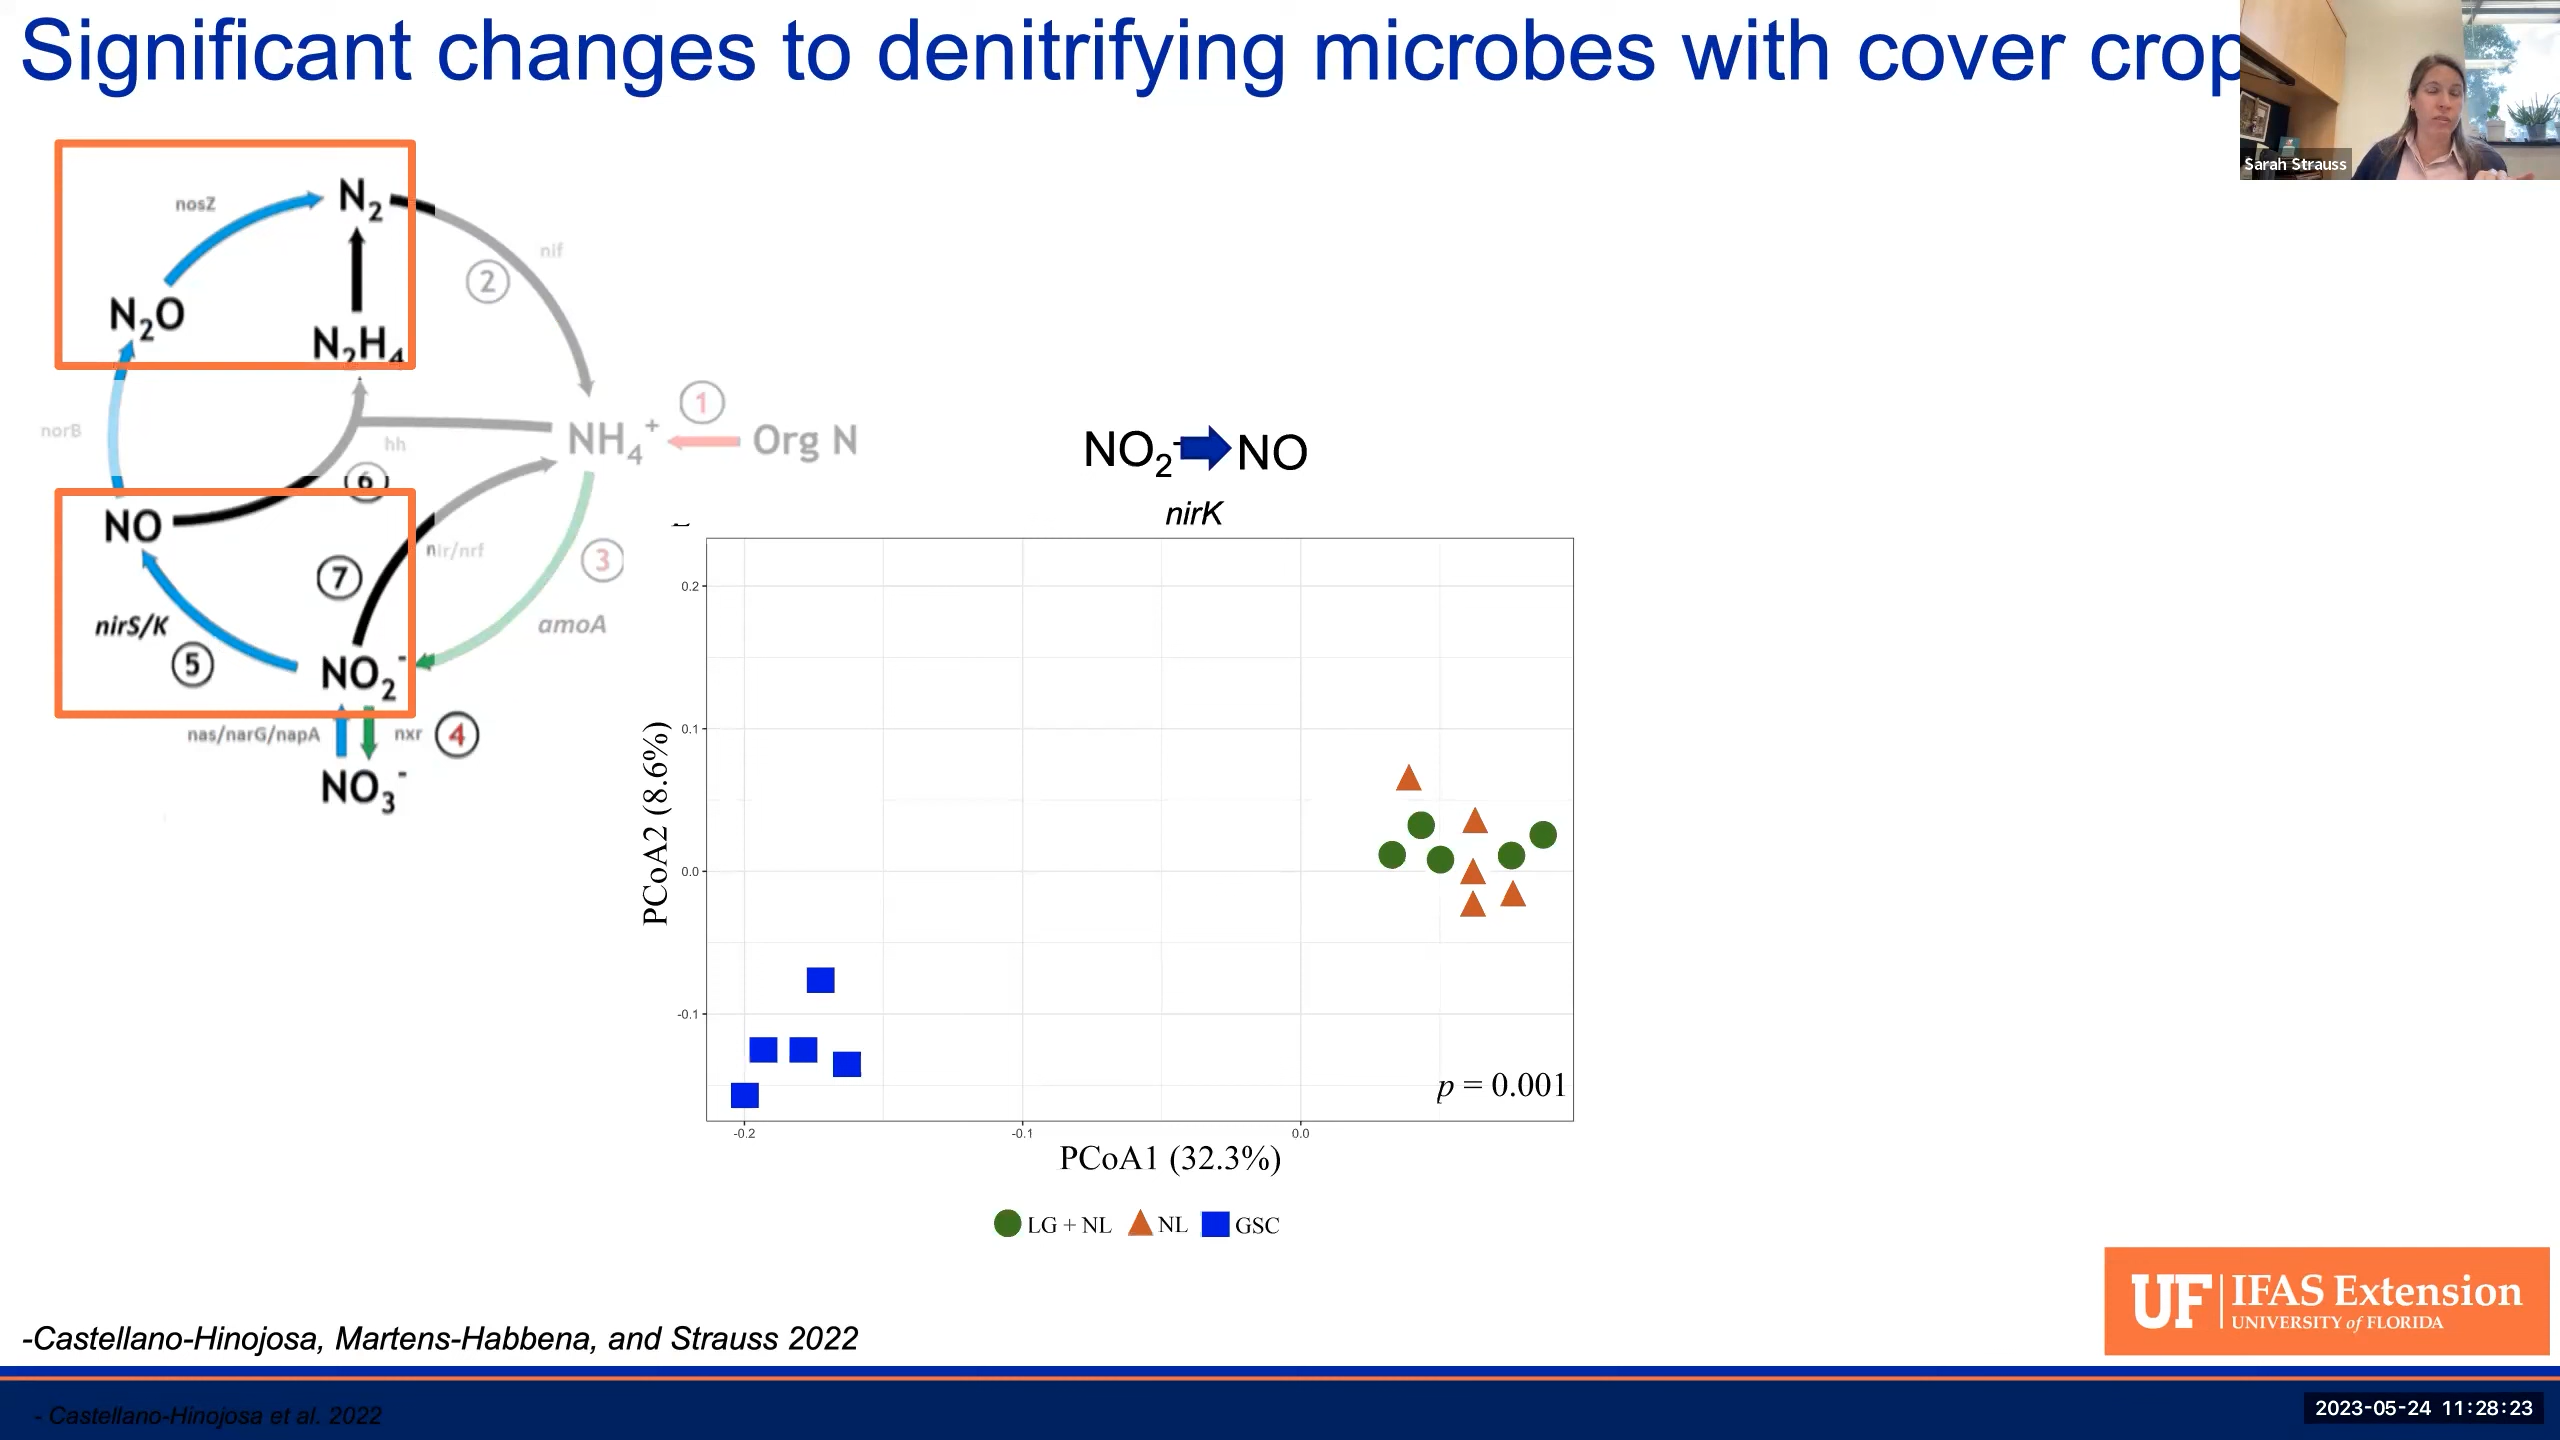 Significant changes to denitrifying microbes with cover crop
Sarah Strauss
nosZ
N2
nif
2
N2O
N2H4
norB
hh
NH4+
1
Org N
6
NO
nir/nrf
7
3
nirS/K
5
amoA
NO2-
nas/narG/napA
nxr
4
NO3-
NO2- NO
nirK
0.2
0.1
0.0
-0.1
PCoA2 (8.6%)
p = 0.001
-0.2
-0.1
0.0
PCoA1 (32.3%)
LG + NL NL GSC
UF IFAS Extension
UNIVERSITY of FLORIDA
-Castellano-Hinojosa, Martens-Habbena, and Strauss 2022
- Castellano-Hinojosa et al. 2022
2023-05-24 11:28:23